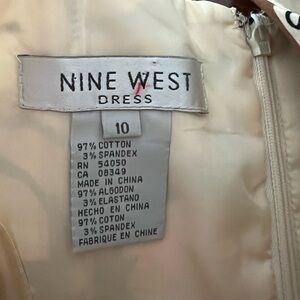 NINE WEST
DRESS
10
97% COTTON
3% SPANDEX
RN 54050
CA 08349
MADE IN CHINA
97% ALGODON
3% ELASTANO
HECHO EN CHINA
97% COTON
3% SPANDEX
FABRIQUE EN CHINE